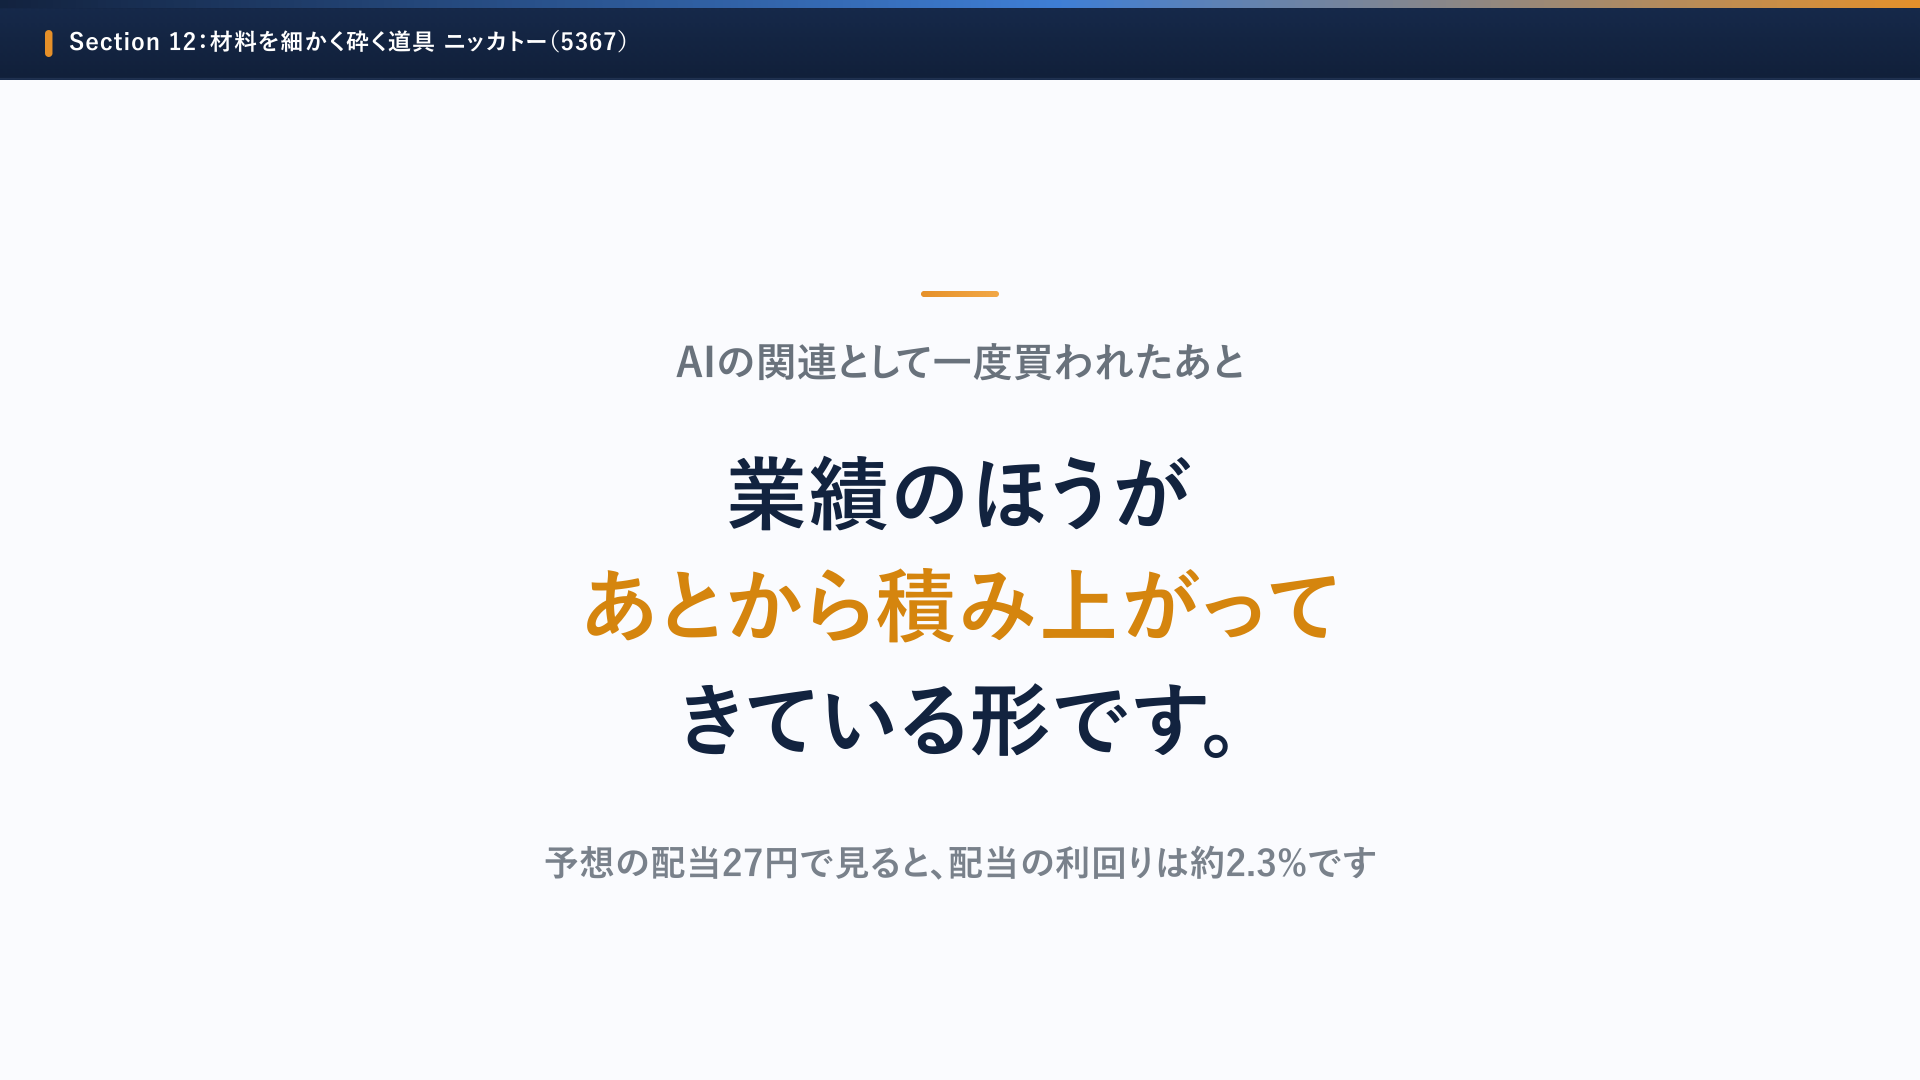 Section 12：材料を細かく砕く道具 ニッカトー（5367）
AIの関連として一度買われたあと
業績のほうが
あとから積み上がって
きている形です。
予想の配当27円で見ると、配当の利回りは約2.3%です